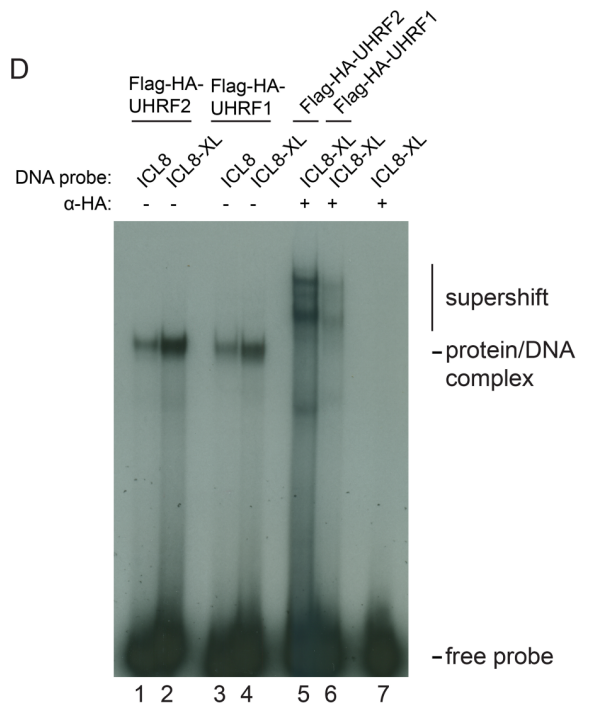 D
Flag-HA-UHRF2
Flag-HA-UHRF1
Flag-HA-
UHRF2
Flag-HA-
UHRF1
DNA probe: ICL8 ICL8-XL ICL8 ICL8-XL ICL8-XL ICL8-XL ICL8-XL
α-HA: - - - - + + +
supershift
protein/DNA
complex
free probe
1 2 3 4 5 6 7